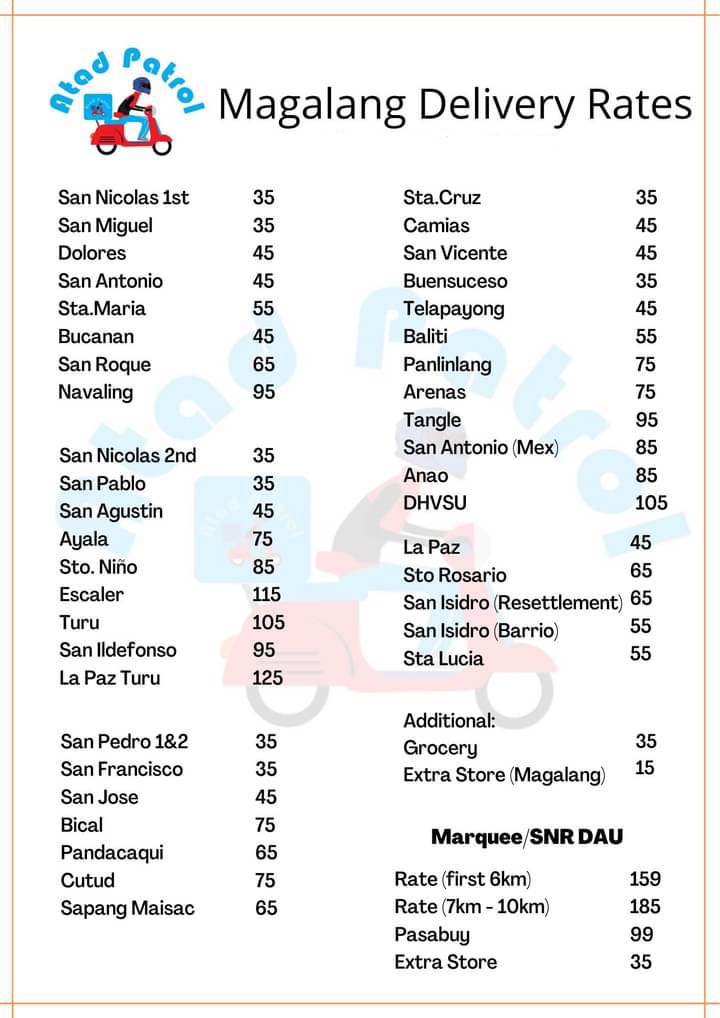 Atad Patrol
Magalang Delivery Rates
San Nicolas 1st 35
San Miguel 35
Dolores 45
San Antonio 45
Sta.Maria 55
Bucanan 45
San Roque 65
Navaling 95
San Nicolas 2nd 35
San Pablo 35
San Agustin 45
Ayala 75
Sto. Niño 85
Escaler 115
Turu 105
San Ildefonso 95
La Paz Turu 125
San Pedro 1&2 35
San Francisco 35
San Jose 45
Bical 75
Pandacaqui 65
Cutud 75
Sapang Maisac 65
Sta.Cruz 35
Camias 45
San Vicente 45
Buensuceso 35
Telapayong 45
Baliti 55
Panlinlang 75
Arenas 75
Tangle 95
San Antonio (Mex) 85
Anao 85
DHVSU 105
La Paz 45
Sto Rosario 65
San Isidro (Resettlement) 65
San Isidro (Barrio) 55
Sta Lucia 55
Additional:
Grocery 35
Extra Store (Magalang) 15
Marquee/SNR DAU
Rate (first 6km) 159
Rate (7km - 10km) 185
Pasabuy 99
Extra Store 35
Atad Patrol